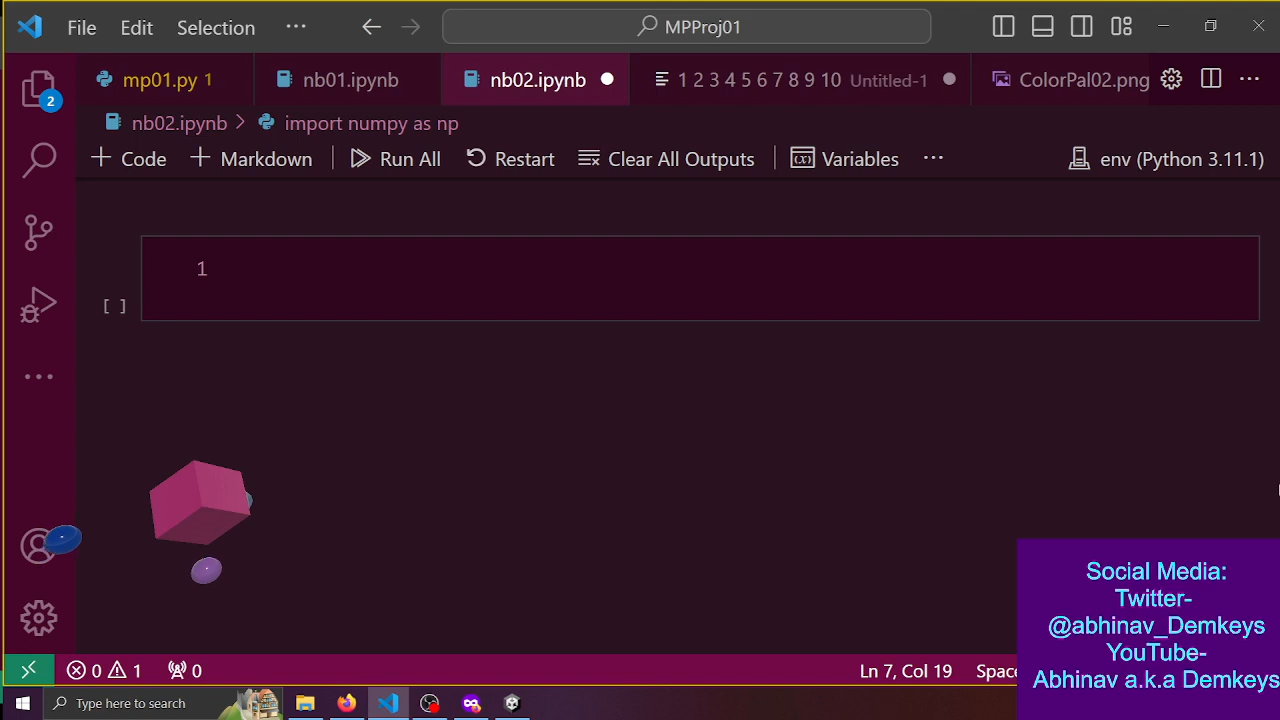 File Edit Selection ··· MPProj01
mp01.py 1 nb01.ipynb nb02.ipynb 1 2 3 4 5 6 7 8 9 10 Untitled-1 ColorPal02.png
2
nb02.ipynb > import numpy as np
+ Code + Markdown Run All Restart Clear All Outputs Variables ··· env (Python 3.11.1)
1
[ ]
Social Media:
Twitter-
@abhinav_Demkeys
YouTube-
Abhinav a.k.a Demkeys
0 1 0 Ln 7, Col 19 Space
Type here to search